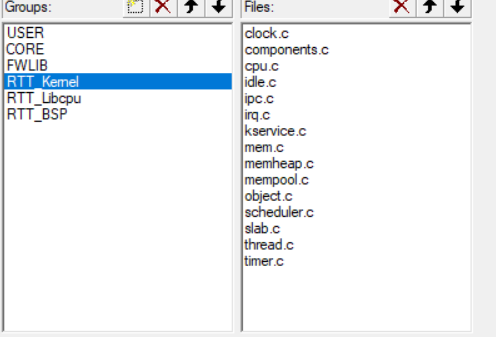 Groups:
USER
CORE
FWLIB
RTT_Kernel
RTT_Libcpu
RTT_BSP
Files:
clock.c
components.c
cpu.c
idle.c
ipc.c
irq.c
kservice.c
mem.c
memheap.c
mempool.c
object.c
scheduler.c
slab.c
thread.c
timer.c